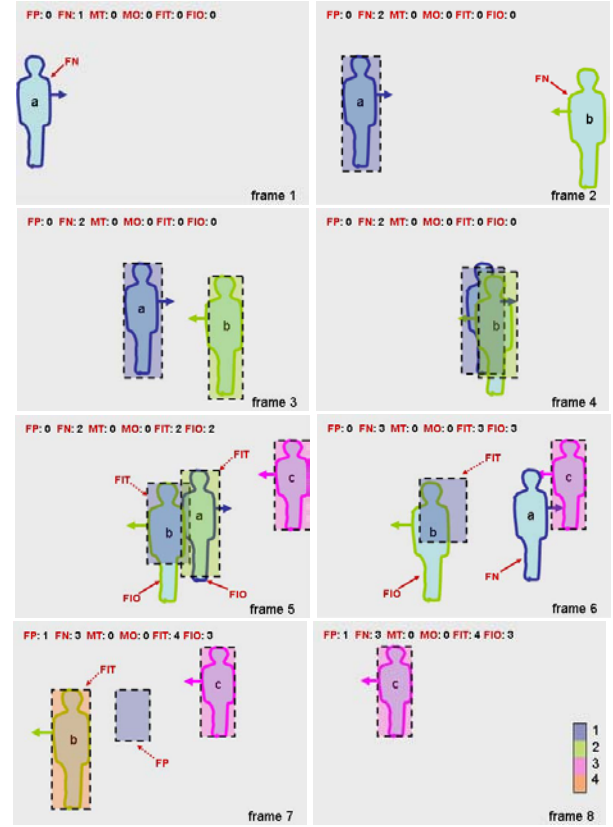 FP: 0 FN: 1 MT: 0 MO: 0 FIT: 0 FIO: 0
FN
a
frame 1
FP: 0 FN: 2 MT: 0 MO: 0 FIT: 0 FIO: 0
FN
a
b
frame 2
FP: 0 FN: 2 MT: 0 MO: 0 FIT: 0 FIO: 0
a
b
frame 3
FP: 0 FN: 2 MT: 0 MO: 0 FIT: 0 FIO: 0
b
frame 4
FP: 0 FN: 2 MT: 0 MO: 0 FIT: 2 FIO: 2
FIT
c
FIT
a
b
FIO
FIO
frame 5
FP: 0 FN: 3 MT: 0 MO: 0 FIT: 3 FIO: 3
FIT
c
b
a
FN
FIO
frame 6
FP: 1 FN: 3 MT: 0 MO: 0 FIT: 4 FIO: 3
FIT
c
b
FP
frame 7
FP: 1 FN: 3 MT: 0 MO: 0 FIT: 4 FIO: 3
c
1
2
3
4
frame 8